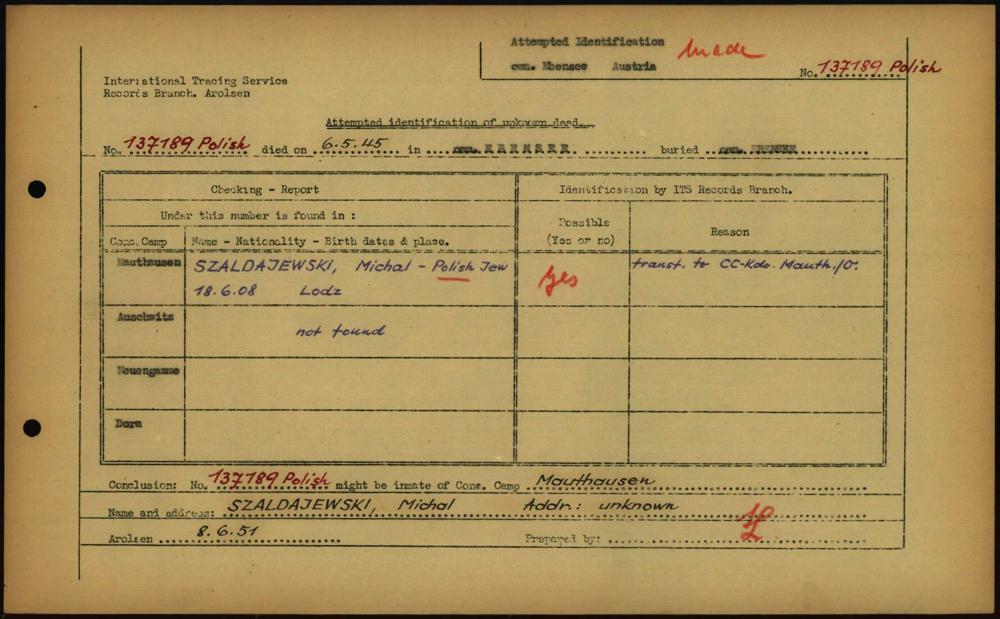 Attempted Identification
made
cem. Ebensee Austria
No. 137189 Polish
International Tracing Service
Records Branch. Arolsen
Attempted identification of unknown dead.
No. 137189 Polish died on 6.5.45 in cem. EBENSEE buried cem. EBENSEE
Checking - Report
Identification by ITS Records Branch.
Under this number is found in :
Possible
(Yes or no)
Reason
Conc. Camp
Name - Nationality - Birth dates & place.
Mauthausen
SZALDAJEWSKI, Michal - Polish Jew
18.6.08 Lodz
yes
transf. to CC-Kdo. Mauth./O.
Auschwitz
not found
Neuengamme
Dora
Conclusion: No. 137189 Polish might be inmate of Conc. Camp Mauthausen
Name and address: SZALDAJEWSKI, Michal Addr.: unknown
Arolsen 8.6.51
Prepared by: